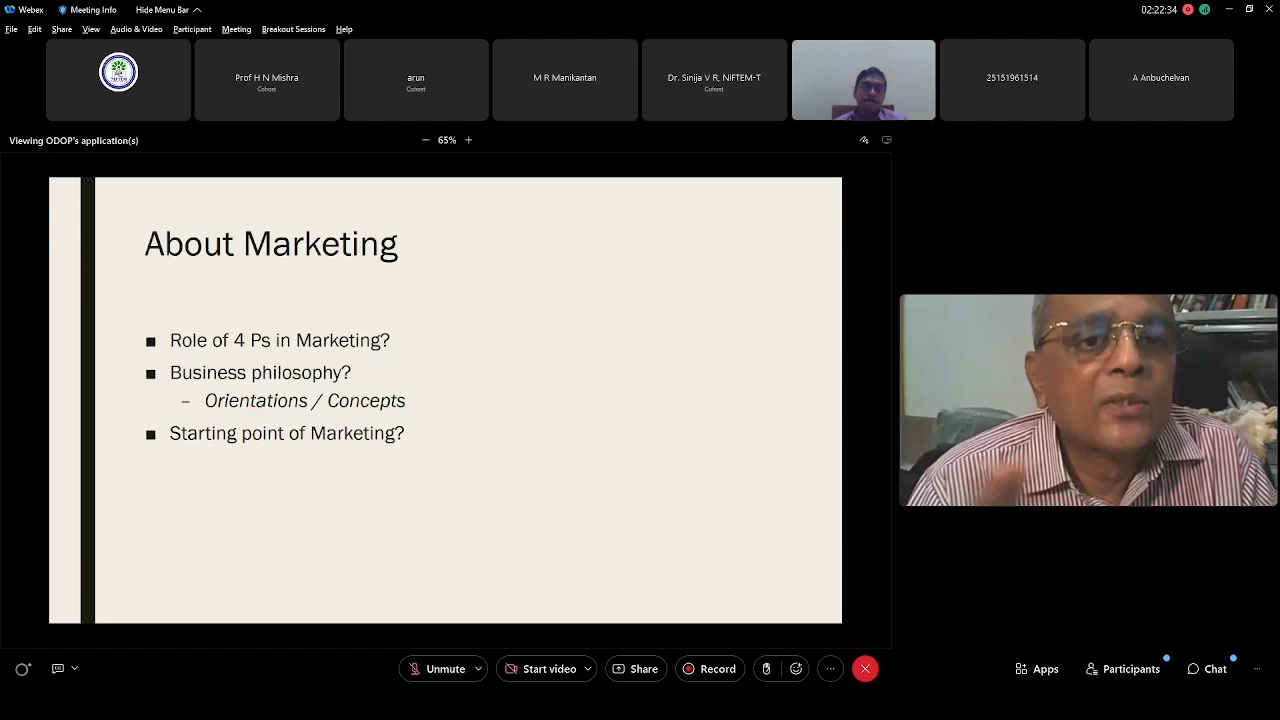 Webex Meeting Info Hide Menu Bar 02:22:34
File Edit Share View Audio & Video Participant Meeting Breakout Sessions Help
Prof H N Mishra
Cohost
arun
Cohost
M R Manikantan
Dr. Sinija V R, NIFTEM-T
Cohost
25151961514
A Anbuchelvan
Viewing ODOP's application(s) − 65% +
About Marketing
■ Role of 4 Ps in Marketing?
■ Business philosophy?
– Orientations / Concepts
■ Starting point of Marketing?
Unmute Start video Share Record Apps Participants Chat